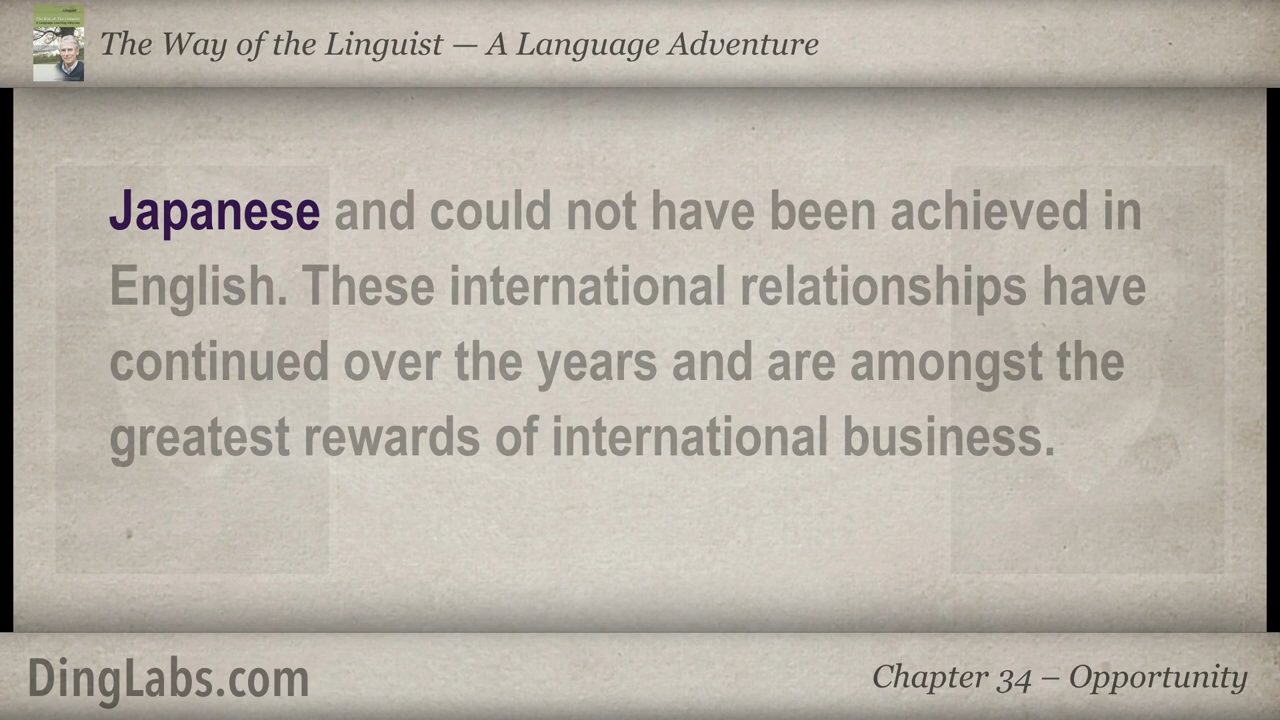 The Way of the Linguist — A Language Adventure
Japanese and could not have been achieved in
English. These international relationships have
continued over the years and are amongst the
greatest rewards of international business.
DingLabs.com
Chapter 34 – Opportunity